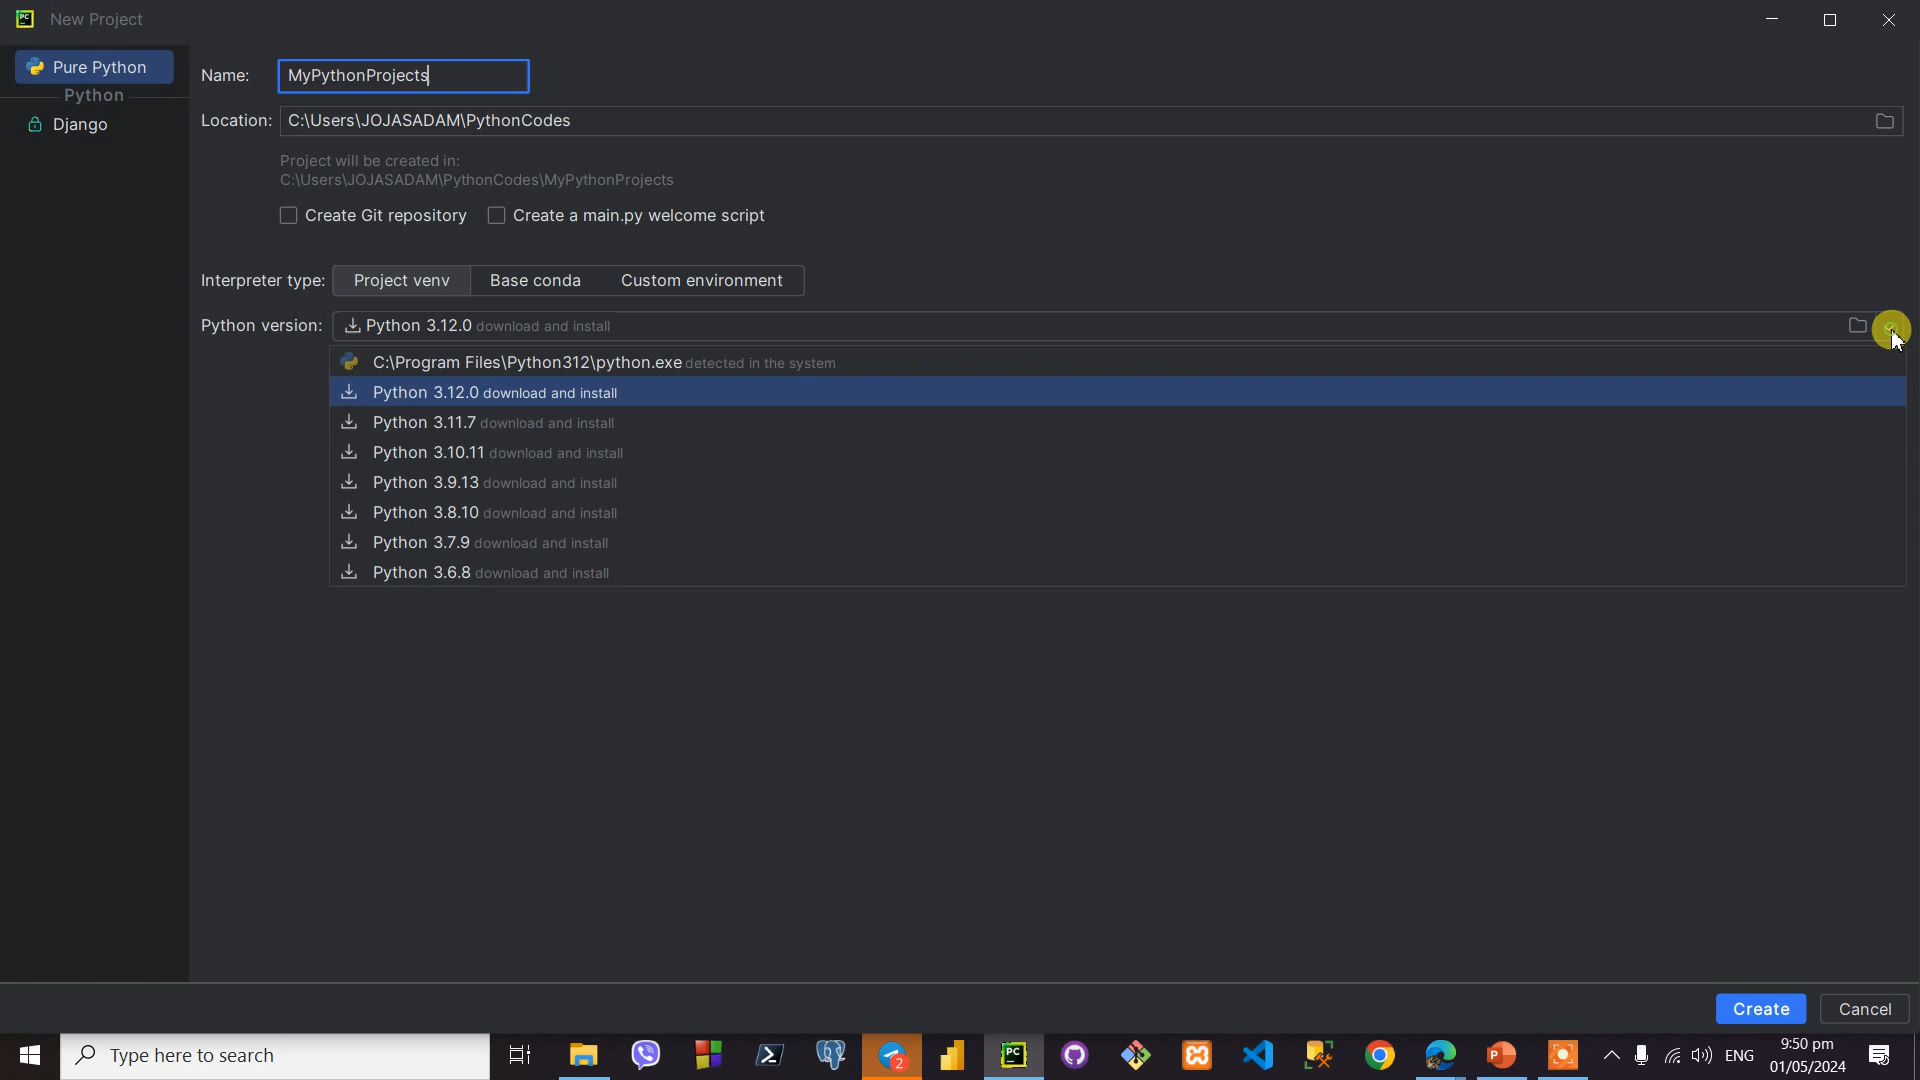 New Project
Pure Python
Python
Django
Name: MyPythonProjects
Location: C:\Users\JOJASADAM\PythonCodes
Project will be created in:
C:\Users\JOJASADAM\PythonCodes\MyPythonProjects
Create Git repository Create a main.py welcome script
Interpreter type: Project venv Base conda Custom environment
Python version: Python 3.12.0 download and install
C:\Program Files\Python312\python.exe detected in the system
Python 3.12.0 download and install
Python 3.11.7 download and install
Python 3.10.11 download and install
Python 3.9.13 download and install
Python 3.8.10 download and install
Python 3.7.9 download and install
Python 3.6.8 download and install
Create Cancel
Type here to search
2
PC
ENG
9:50 pm
01/05/2024